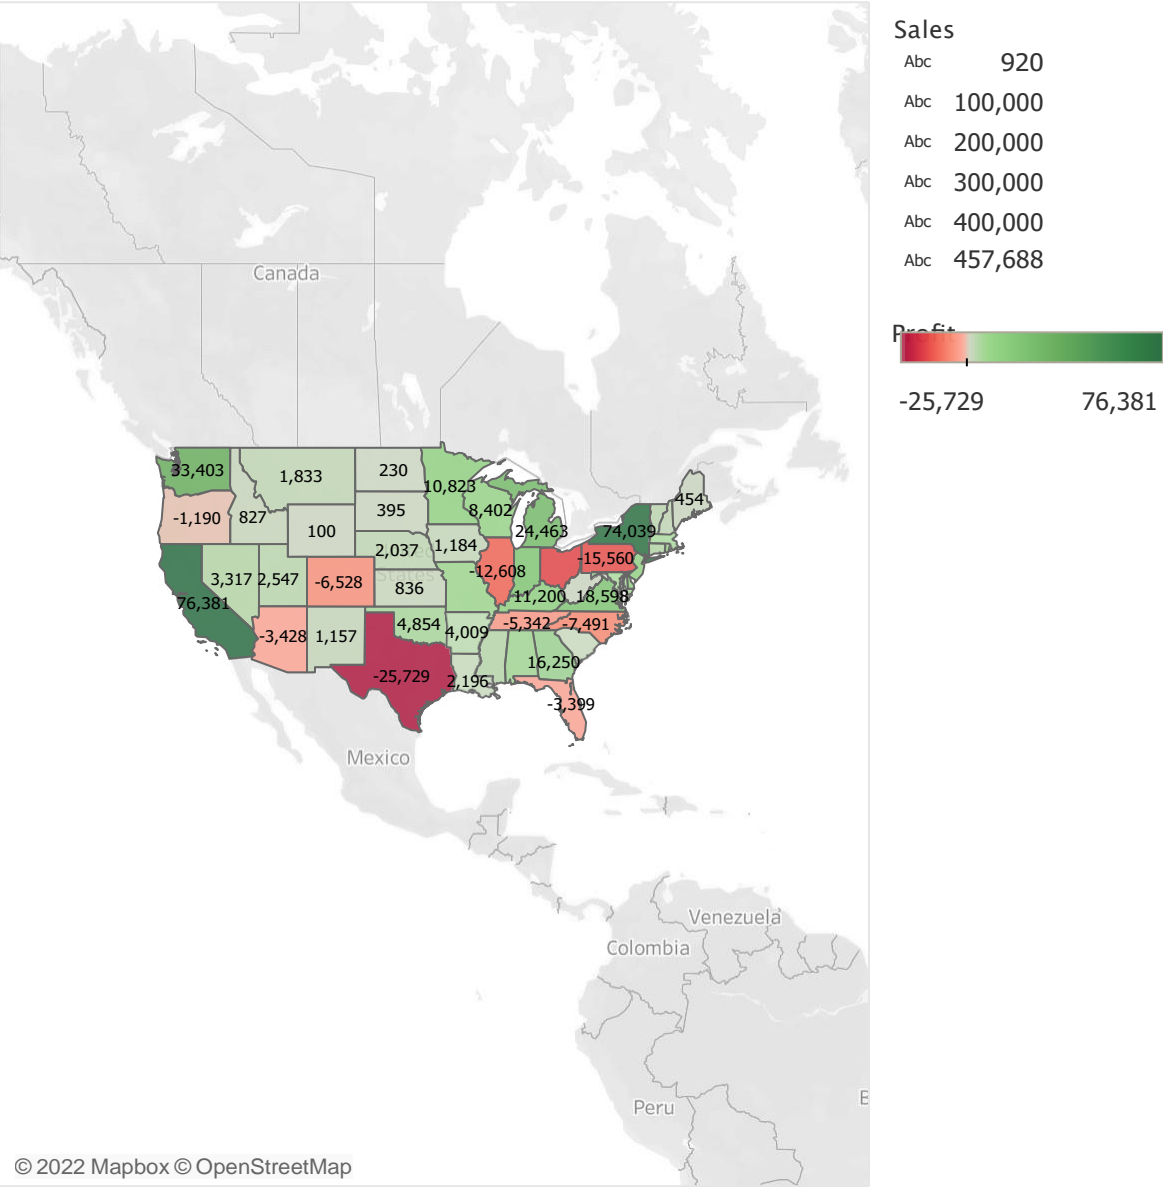 Sales
Abc 920
Abc 100,000
Abc 200,000
Abc 300,000
Abc 400,000
Abc 457,688
Profit
-25,729 76,381
Canada
33,403
1,833
230
10,823
454
-1,190
827
100
395
8,402
24,463
74,039
2,037
1,184
United
States
-12,608
-15,560
76,381
3,317
2,547
-6,528
836
11,200
18,598
-3,428
1,157
4,854
4,009
-5,342
-7,491
-25,729
2,196
16,250
-3,399
Mexico
Venezuela
Colombia
Peru
B
© 2022 Mapbox © OpenStreetMap